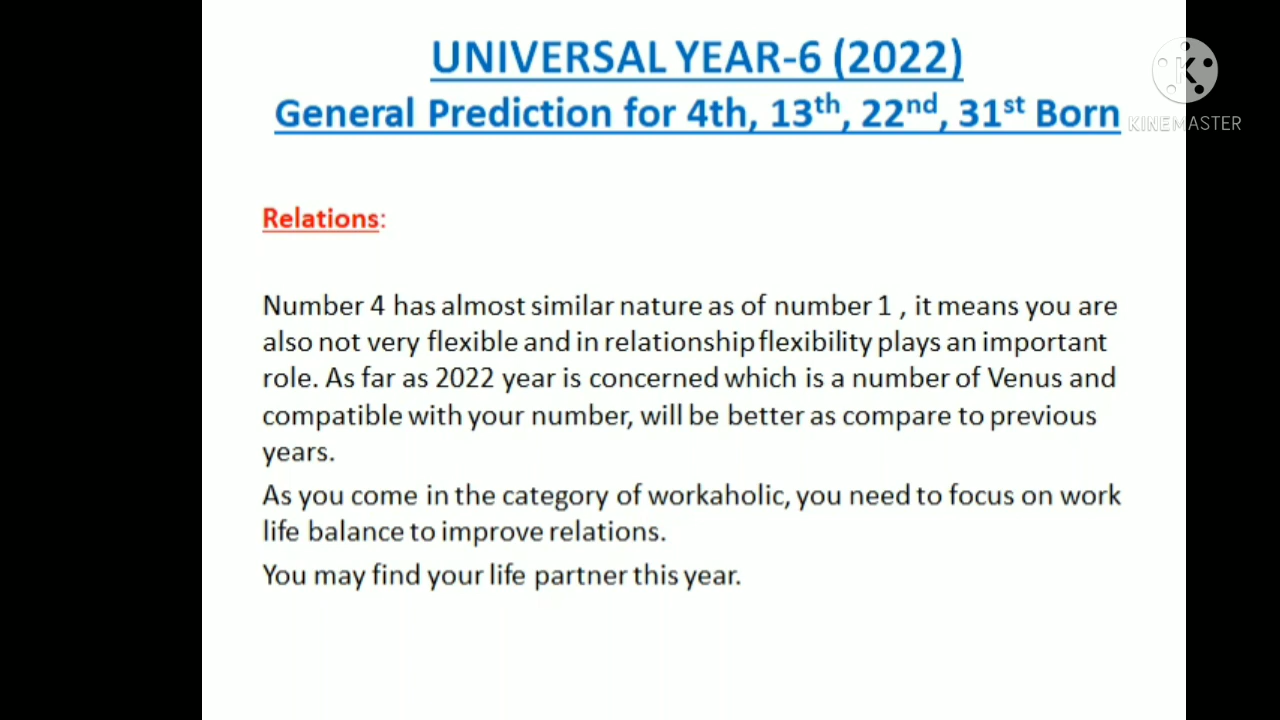 UNIVERSAL YEAR-6 (2022)
General Prediction for 4th, 13th, 22nd, 31st Born
K
KINEMASTER
Relations:
Number 4 has almost similar nature as of number 1 , it means you are
also not very flexible and in relationship flexibility plays an important
role. As far as 2022 year is concerned which is a number of Venus and
compatible with your number, will be better as compare to previous
years.
As you come in the category of workaholic, you need to focus on work
life balance to improve relations.
You may find your life partner this year.